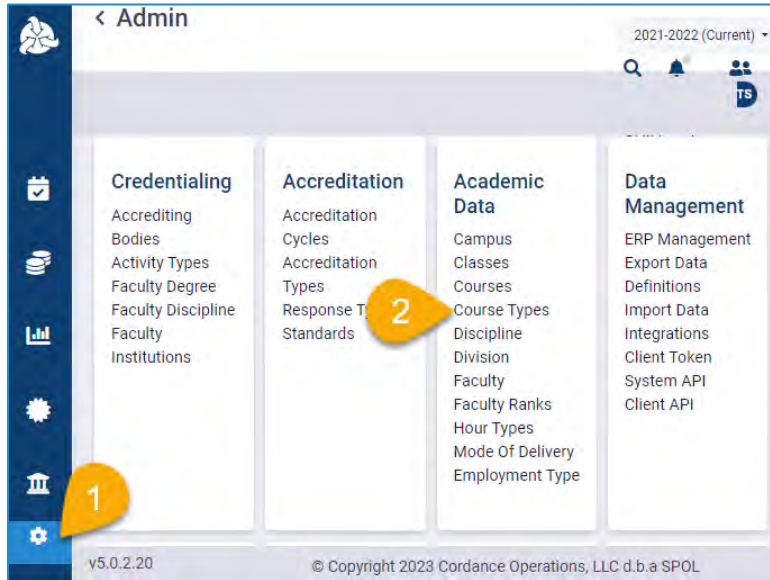 < Admin
2021-2022 (Current)
TS
Credentialing
Accrediting
Bodies
Activity Types
Faculty Degree
Faculty Discipline
Faculty
Institutions
Accreditation
Accreditation
Cycles
Accreditation
Types
Response T
Standards
Academic
Data
Campus
Classes
Courses
Course Types
Discipline
Division
Faculty
Faculty Ranks
Hour Types
Mode Of Delivery
Employment Type
Data
Management
ERP Management
Export Data
Definitions
Import Data
Integrations
Client Token
System API
Client API
2
1
v5.0.2.20
© Copyright 2023 Cordance Operations, LLC d.b.a SPOL